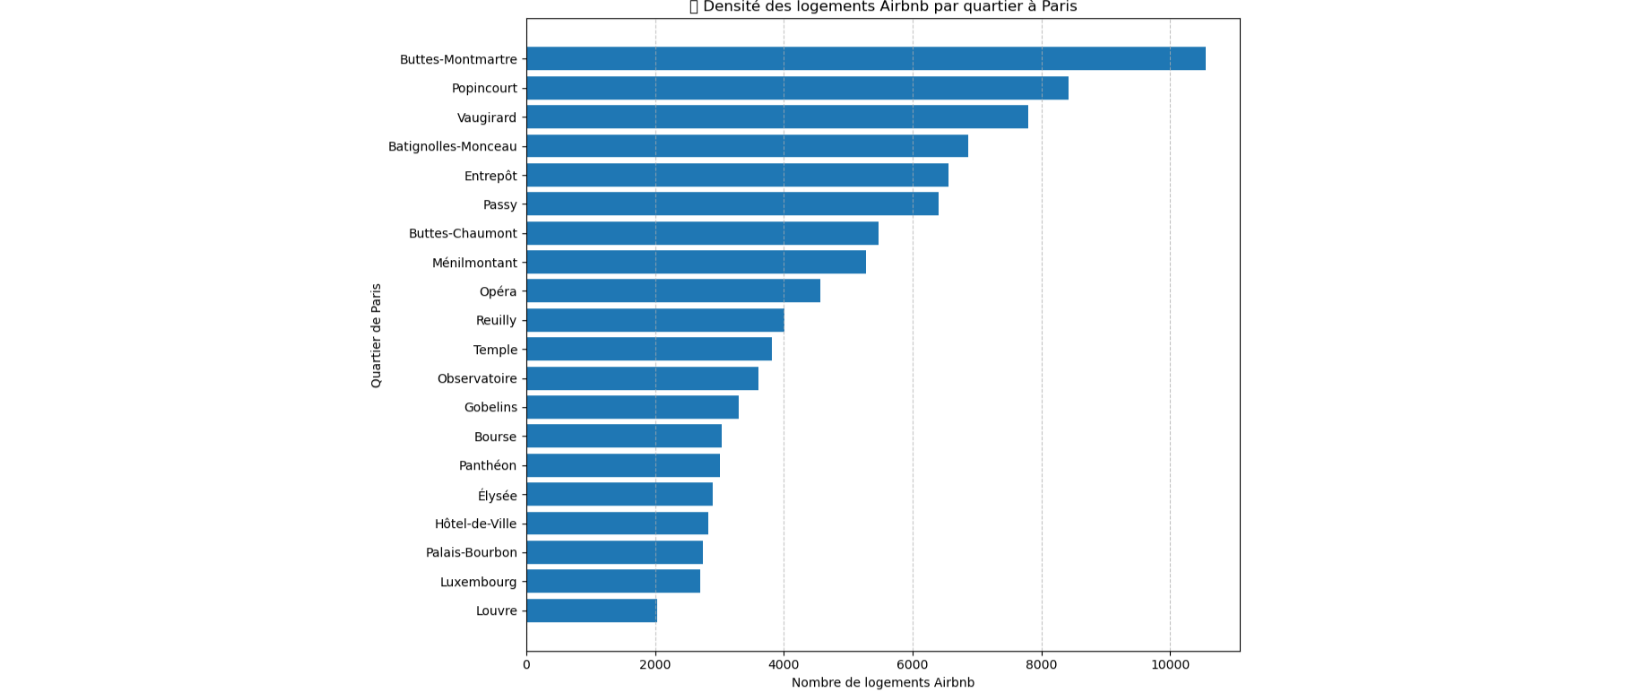 ▯ Densité des logements Airbnb par quartier à Paris
Buttes-Montmartre
Popincourt
Vaugirard
Batignolles-Monceau
Entrepôt
Passy
Buttes-Chaumont
Ménilmontant
Opéra
Reuilly
Temple
Observatoire
Gobelins
Bourse
Panthéon
Élysée
Hôtel-de-Ville
Palais-Bourbon
Luxembourg
Louvre
Quartier de Paris
0 2000 4000 6000 8000 10000
Nombre de logements Airbnb